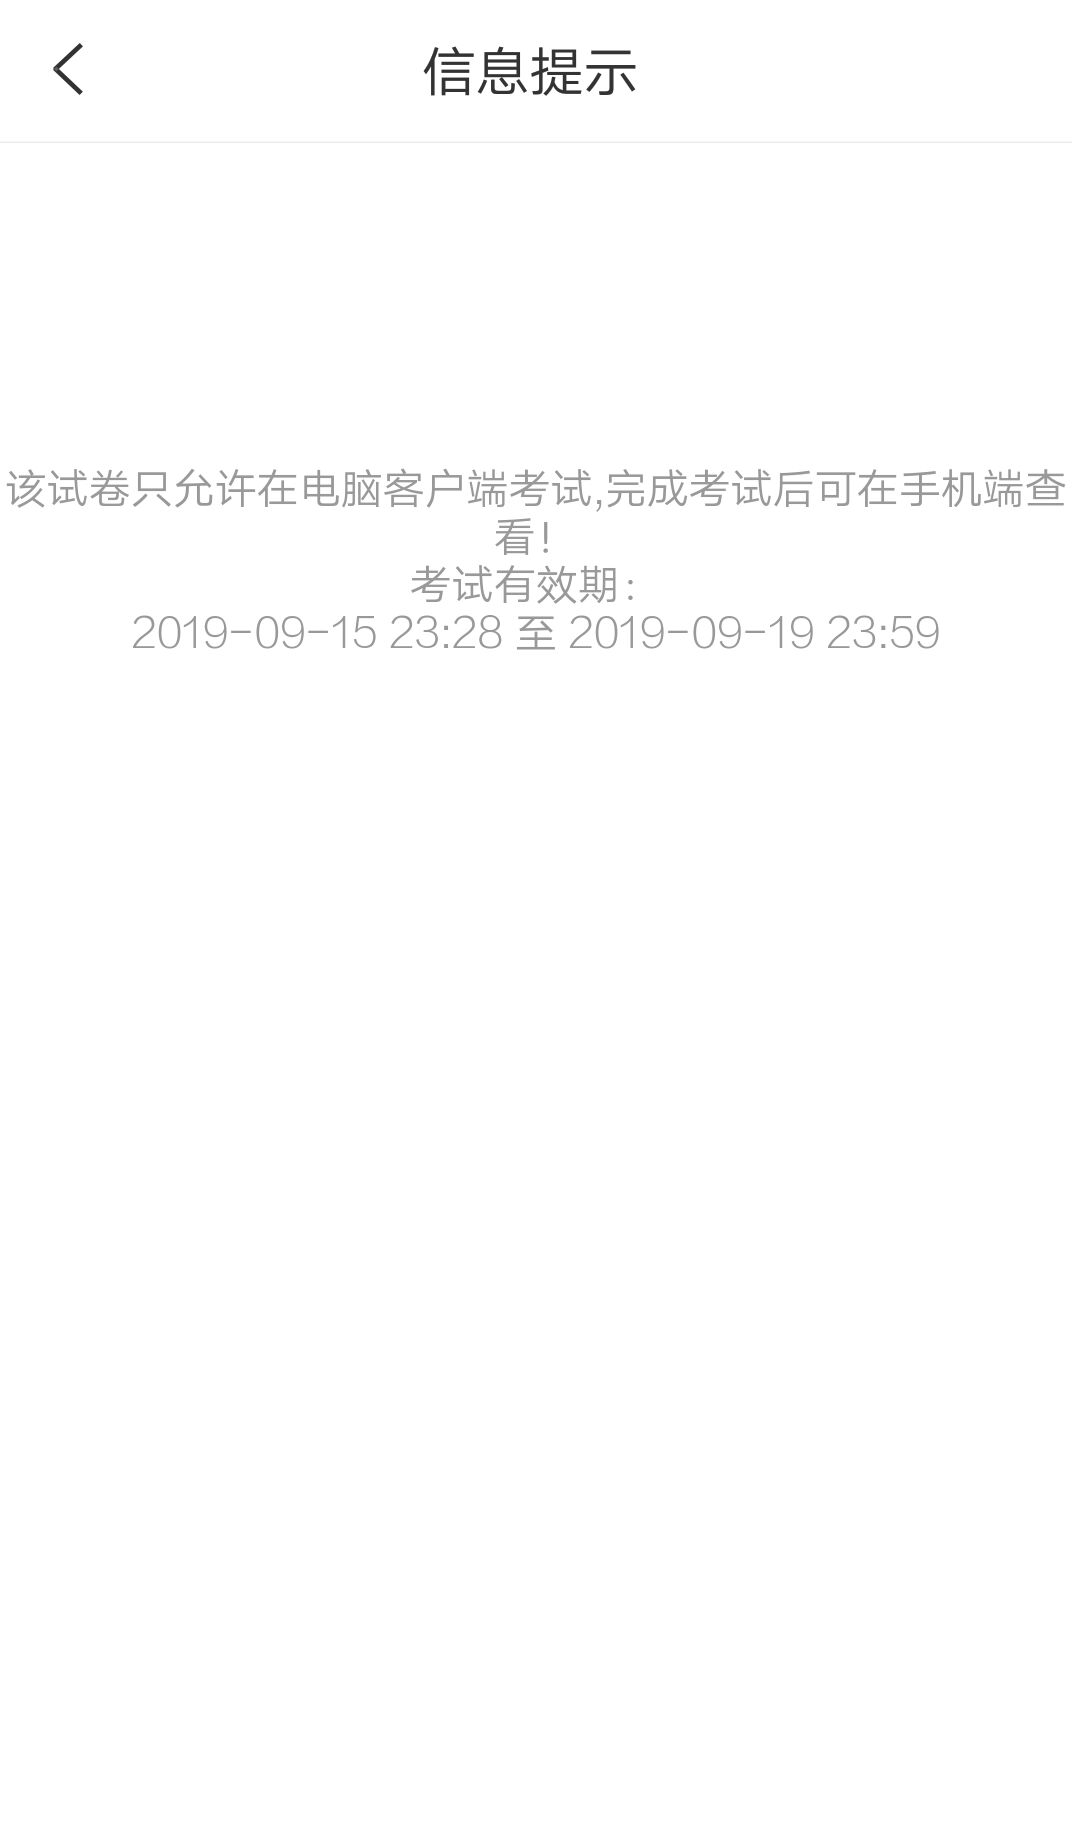 信息提示
该试卷只允许在电脑客户端考试,完成考试后可在手机端查
看！
考试有效期：
2019-09-15 23:28 至 2019-09-19 23:59